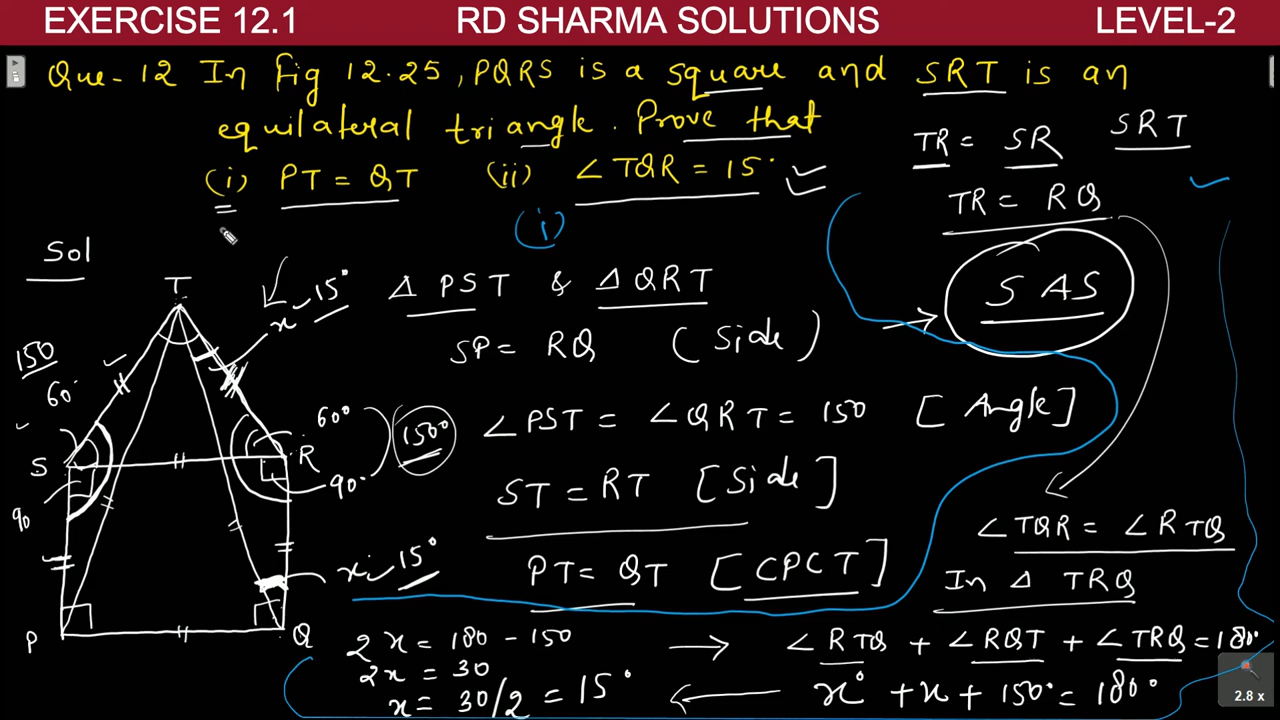 EXERCISE 12.1 RD SHARMA SOLUTIONS LEVEL-2
Que- 12 In Fig 12.25, PQRS is a square and SRT is an
equilateral triangle. Prove that
(i) PT = QT (ii) ∠TQR = 15°
TR = SR SRT
TR = RQ
SAS
Sol
(i)
T
x 15°
150
60°
S
90
60°
R
90°
150°
x 15°
P
Q
Δ PST & Δ QRT
SP = RQ (Side)
∠PST = ∠QRT = 150 [Angle]
ST = RT [Side]
PT = QT [CPCT]
∠TQR = ∠RTQ
In Δ TRQ
∠RTQ + ∠RQT + ∠TRQ = 180°
x° + x + 150° = 180°
2x = 180 - 150
2x = 30
x = 30/2 = 15°
2.8 x